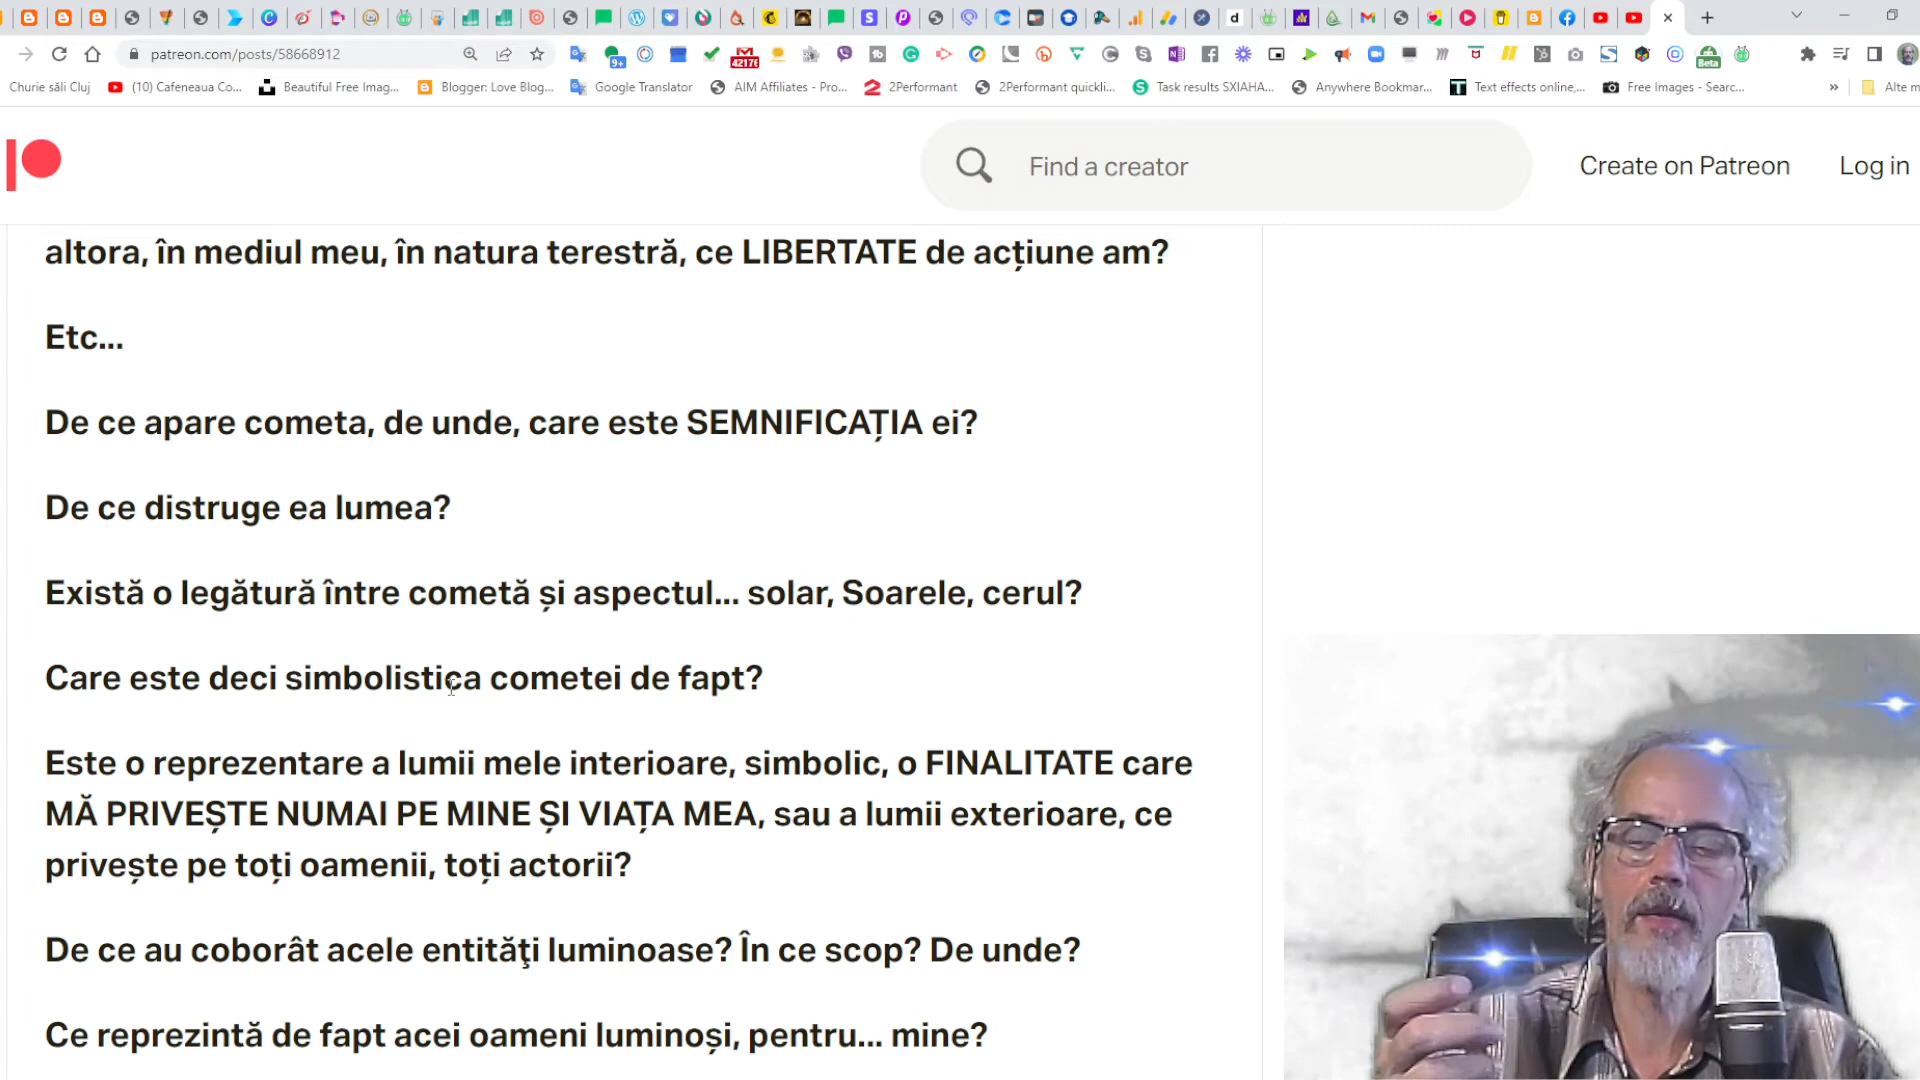 patreon.com/posts/58668912
9+
42176
Beta
Churie săli Cluj
(10) Cafeneaua Co...
Beautiful Free Imag...
Blogger: Love Blog...
Google Translator
AIM Affiliates - Pro...
2Performant
2Performant quickli...
Task results SXIAHA...
Anywhere Bookmar...
Text effects online,...
Free Images - Searc...
»
Alte m
Find a creator
Create on Patreon
Log in
altora, în mediul meu, în natura terestră, ce LIBERTATE de acțiune am?
Etc...
De ce apare cometa, de unde, care este SEMNIFICAȚIA ei?
De ce distruge ea lumea?
Există o legătură între cometă și aspectul... solar, Soarele, cerul?
Care este deci simbolistica cometei de fapt?
Este o reprezentare a lumii mele interioare, simbolic, o FINALITATE care
MĂ PRIVEȘTE NUMAI PE MINE ȘI VIAȚA MEA, sau a lumii exterioare, ce
privește pe toți oamenii, toți actorii?
De ce au coborât acele entităţi luminoase? În ce scop? De unde?
Ce reprezintă de fapt acei oameni luminoși, pentru... mine?